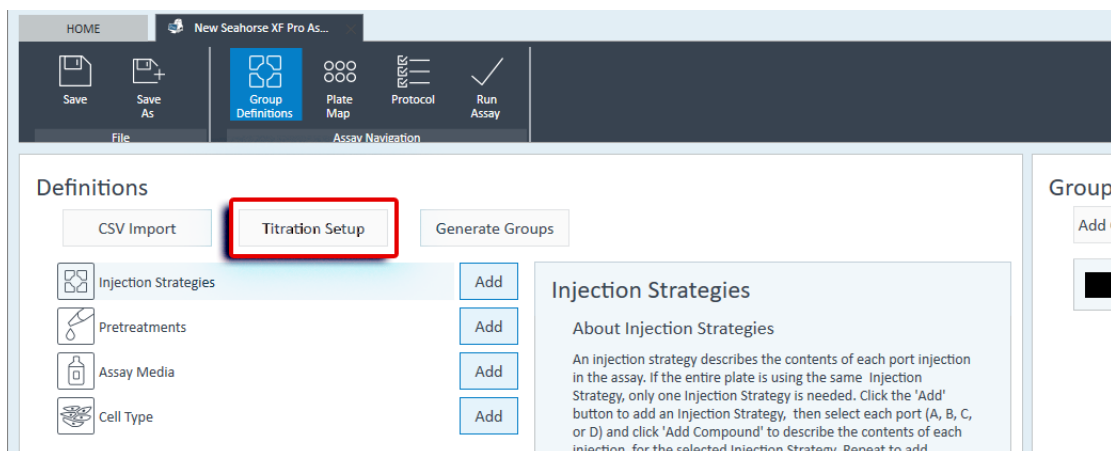 HOME
New Seahorse XF Pro As...
Save
Save As
Group Definitions
Plate Map
Protocol
Run Assay
File
Assay Navigation
Definitions
CSV Import
Titration Setup
Generate Groups
Injection Strategies
Add
Pretreatments
Add
Assay Media
Add
Cell Type
Add
Injection Strategies
About Injection Strategies
An injection strategy describes the contents of each port injection
in the assay. If the entire plate is using the same Injection
Strategy, only one Injection Strategy is needed. Click the 'Add'
button to add an Injection Strategy, then select each port (A, B, C,
or D) and click 'Add Compound' to describe the contents of each
injection, for the selected Injection Strategy. Repeat to add
Group
Add